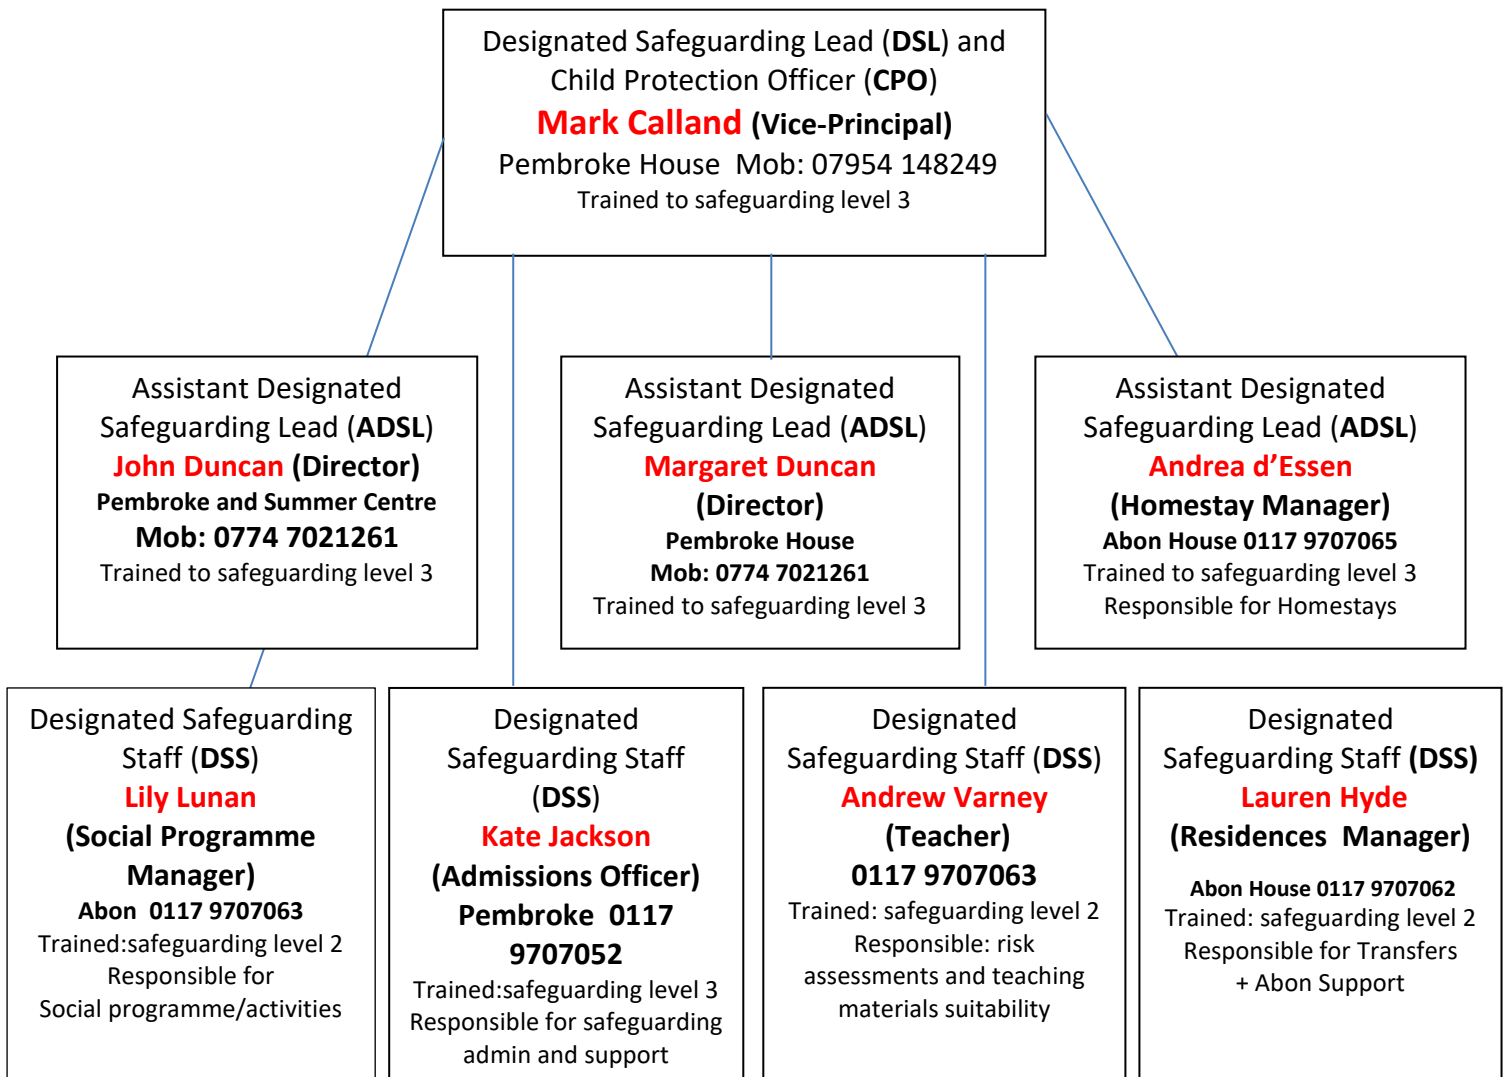 Designated Safeguarding Lead (DSL) and
Child Protection Officer (CPO)
Mark Calland (Vice-Principal)
Pembroke House  Mob: 07954 148249
Trained to safeguarding level 3
Assistant Designated
Safeguarding Lead (ADSL)
John Duncan (Director)
Pembroke and Summer Centre
Mob: 0774 7021261
Trained to safeguarding level 3
Assistant Designated
Safeguarding Lead (ADSL)
Margaret Duncan
(Director)
Pembroke House
Mob: 0774 7021261
Trained to safeguarding level 3
Assistant Designated
Safeguarding Lead (ADSL)
Andrea d’Essen
(Homestay Manager)
Abon House 0117 9707065
Trained to safeguarding level 3
Responsible for Homestays
Designated Safeguarding
Staff (DSS)
Lily Lunan
(Social Programme
Manager)
Abon  0117 9707063
Trained:safeguarding level 2
Responsible for
Social programme/activities
Designated
Safeguarding Staff
(DSS)
Kate Jackson
(Admissions Officer)
Pembroke  0117
9707052
Trained:safeguarding level 3
Responsible for safeguarding
admin and support
Designated
Safeguarding Staff (DSS)
Andrew Varney
(Teacher)
0117 9707063
Trained: safeguarding level 2
Responsible: risk
assessments and teaching
materials suitability
Designated
Safeguarding Staff (DSS)
Lauren Hyde
(Residences  Manager)
Abon House 0117 9707062
Trained: safeguarding level 2
Responsible for Transfers
+ Abon Support